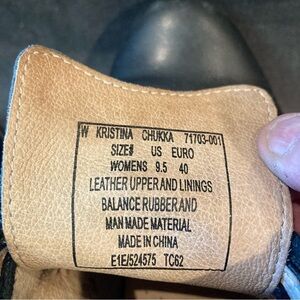 W KRISTINA CHUKKA 71703-001
SIZE# US EURO
WOMENS 9.5 40
LEATHER UPPER AND LININGS
BALANCE RUBBER AND
MAN MADE MATERIAL
MADE IN CHINA
E1E/524575 TC62